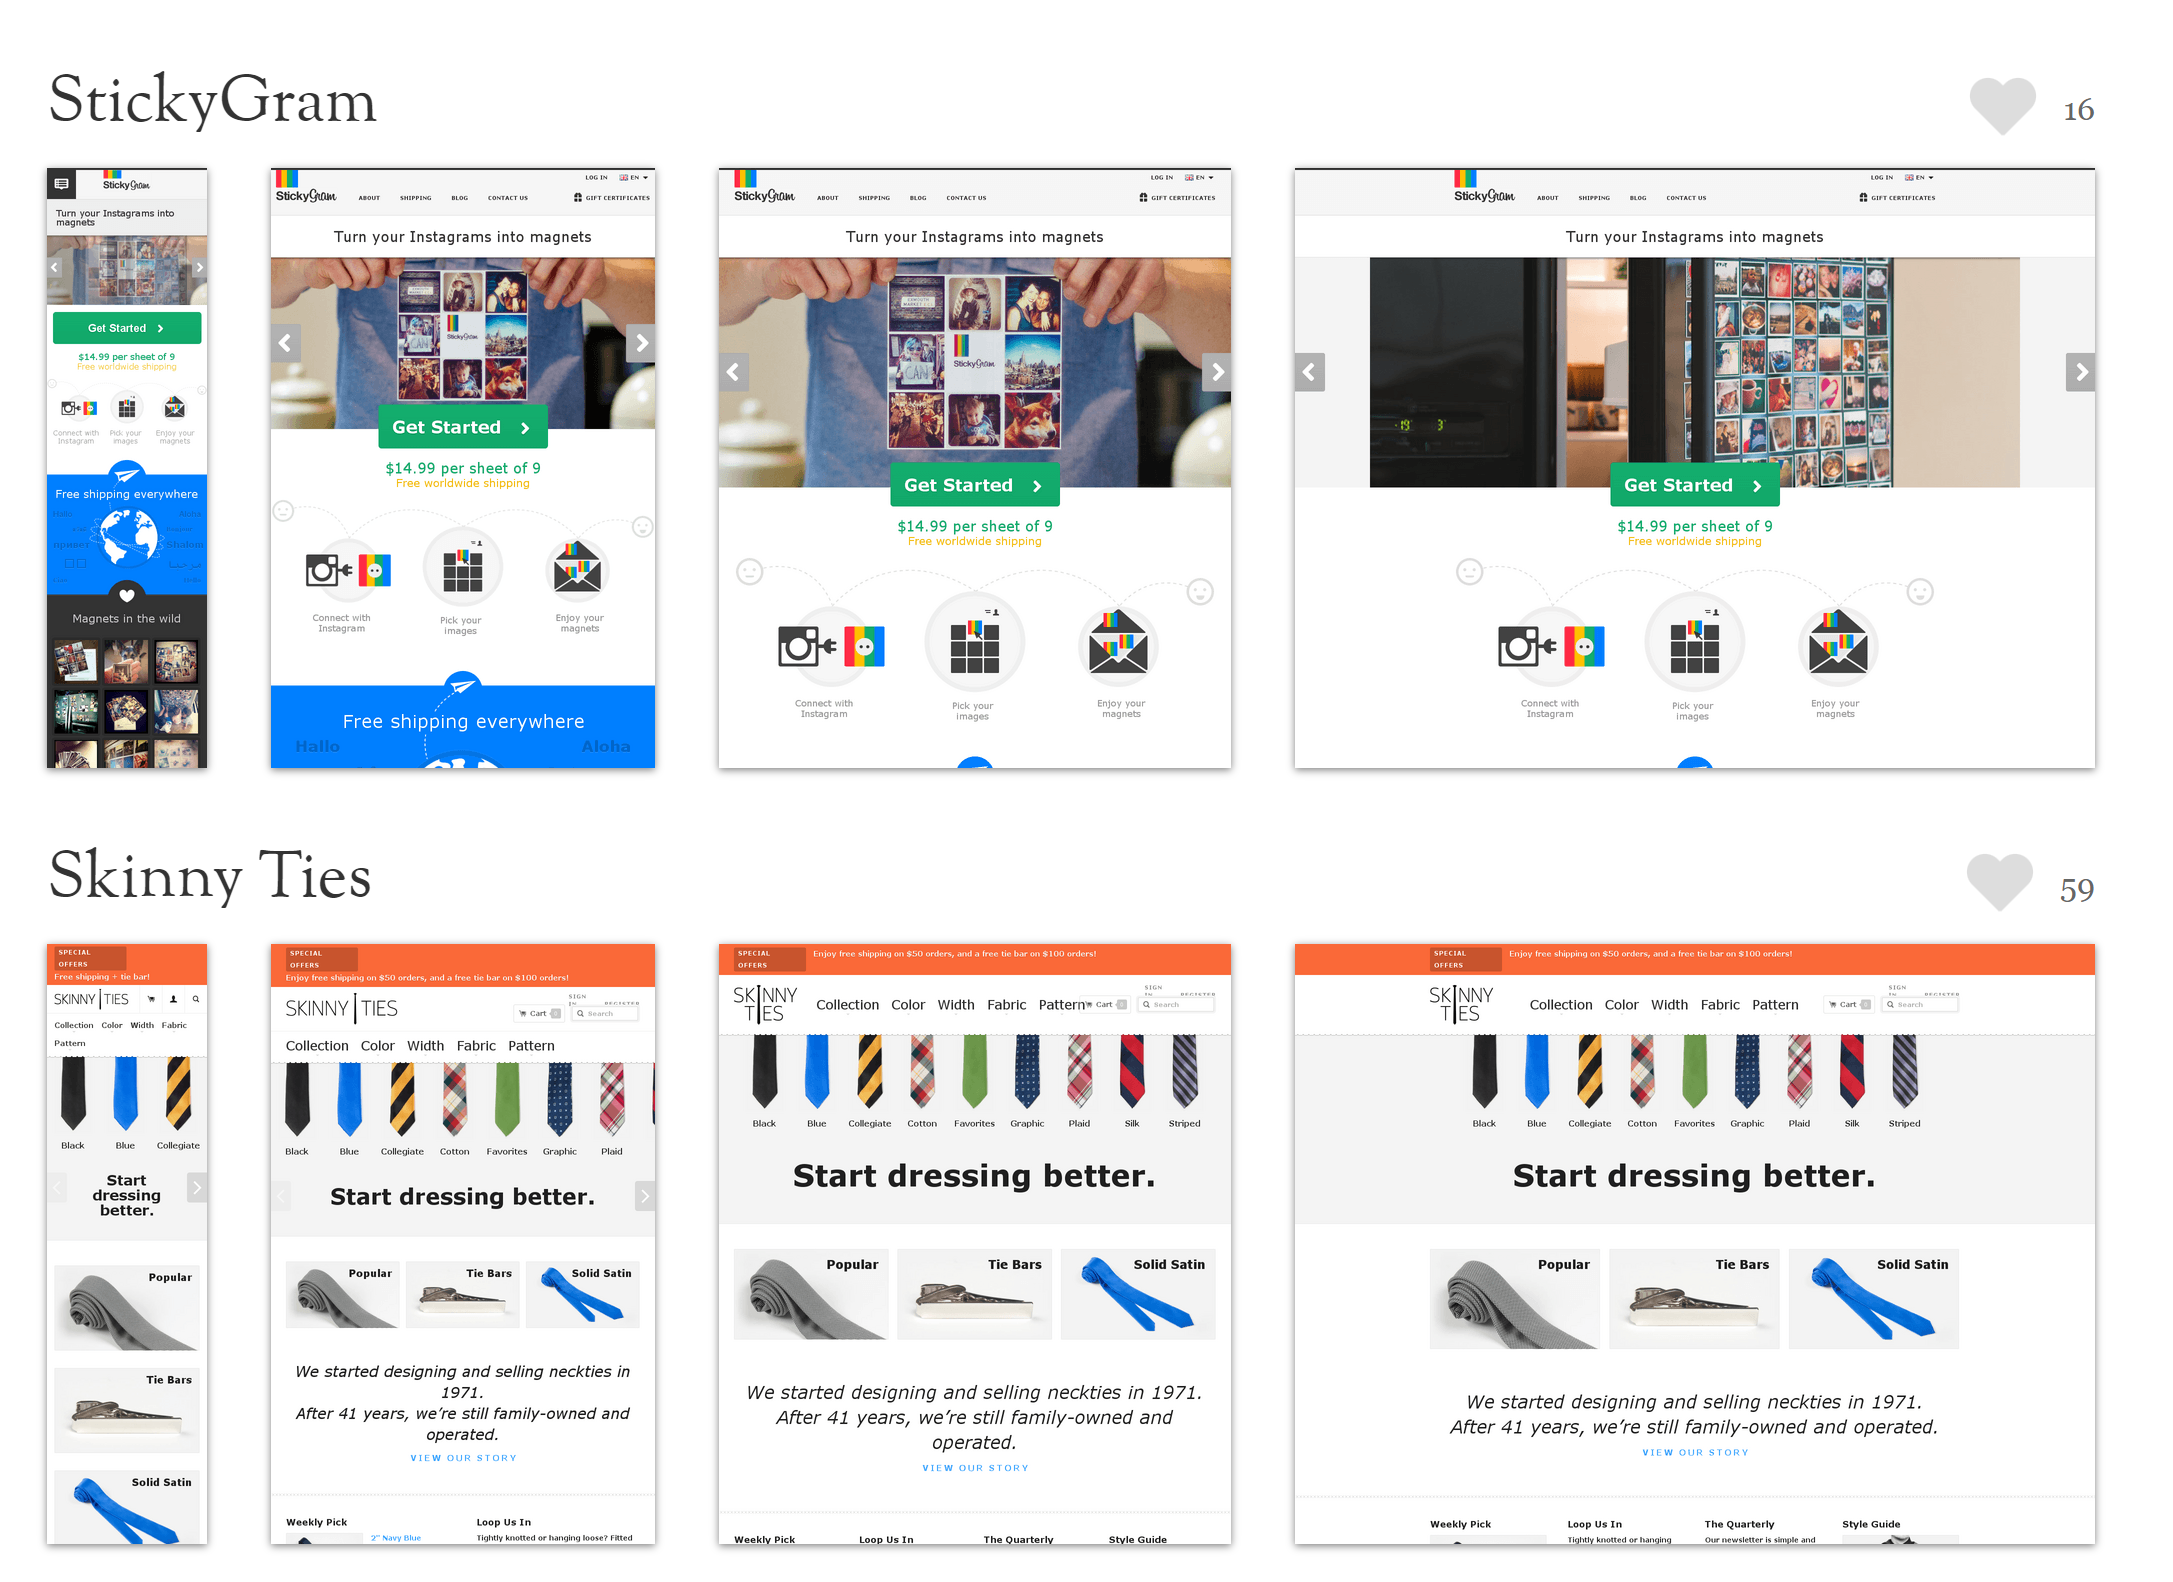 StickyGram
16
StickyGram
Turn your Instagrams into
magnets
Get Started
$14.99 per sheet of 9
Free worldwide shipping
Connect with
Instagram
Pick your
images
Enjoy your
magnets
Free shipping everywhere
Hallo
Aloha
Shalom
Magnets in the wild
LOG IN
EN
StickyGram
ABOUT
SHIPPING
BLOG
CONTACT US
GIFT CERTIFICATES
Turn your Instagrams into magnets
CAN
StickyGram
Get Started
$14.99 per sheet of 9
Free worldwide shipping
Connect with
Instagram
Pick your
images
Enjoy your
magnets
Free shipping everywhere
Hallo
Aloha
LOG IN
EN
StickyGram
ABOUT
SHIPPING
BLOG
CONTACT US
GIFT CERTIFICATES
Turn your Instagrams into magnets
CAN
StickyGram
Get Started
$14.99 per sheet of 9
Free worldwide shipping
Connect with
Instagram
Pick your
images
Enjoy your
magnets
LOG IN
EN
StickyGram
ABOUT
SHIPPING
BLOG
CONTACT US
GIFT CERTIFICATES
Turn your Instagrams into magnets
-19 3°
Get Started
$14.99 per sheet of 9
Free worldwide shipping
Connect with
Instagram
Pick your
images
Enjoy your
magnets
Skinny Ties
59
SPECIAL
OFFERS
Free shipping + tie bar!
SKINNY TIES
Collection Color Width Fabric
Pattern
Black Blue Collegiate
Start
dressing
better.
Popular
Tie Bars
Solid Satin
SPECIAL
OFFERS
Enjoy free shipping on $50 orders, and a free tie bar on $100 orders!
SKINNY TIES
SIGN
IN
REGISTER
Cart 0
Search
Collection Color Width Fabric Pattern
Black Blue Collegiate Cotton Favorites Graphic Plaid
Start dressing better.
Popular
Tie Bars
Solid Satin
We started designing and selling neckties in
1971.
After 41 years, we're still family-owned and
operated.
VIEW OUR STORY
Weekly Pick
2" Navy Blue
Loop Us In
Tightly knotted or hanging loose? Fitted
SPECIAL
OFFERS
Enjoy free shipping on $50 orders, and a free tie bar on $100 orders!
SKINNY
TIES
Collection Color Width Fabric Pattern
SIGN
IN
REGISTER
Cart 0
Search
Black Blue Collegiate Cotton Favorites Graphic Plaid Silk Striped
Start dressing better.
Popular
Tie Bars
Solid Satin
We started designing and selling neckties in 1971.
After 41 years, we're still family-owned and
operated.
VIEW OUR STORY
Weekly Pick
Loop Us In
The Quarterly
Style Guide
SPECIAL
OFFERS
Enjoy free shipping on $50 orders, and a free tie bar on $100 orders!
SKINNY
TIES
Collection Color Width Fabric Pattern
SIGN
IN
REGISTER
Cart 0
Search
Black Blue Collegiate Cotton Favorites Graphic Plaid Silk Striped
Start dressing better.
Popular
Tie Bars
Solid Satin
We started designing and selling neckties in 1971.
After 41 years, we're still family-owned and operated.
VIEW OUR STORY
Weekly Pick
Loop Us In
Tightly knotted or hanging
The Quarterly
Our newsletter is simple and
Style Guide